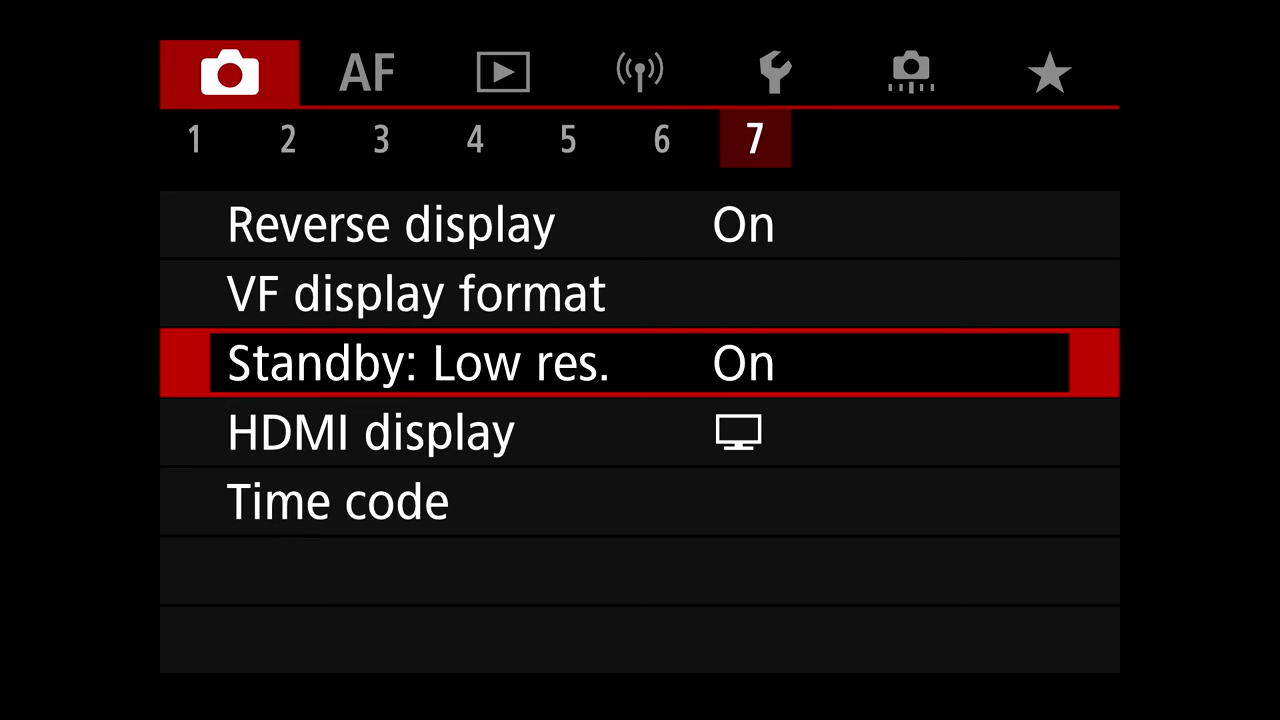 AF
1 2 3 4 5 6 7
Reverse display On
VF display format
Standby: Low res. On
HDMI display
Time code